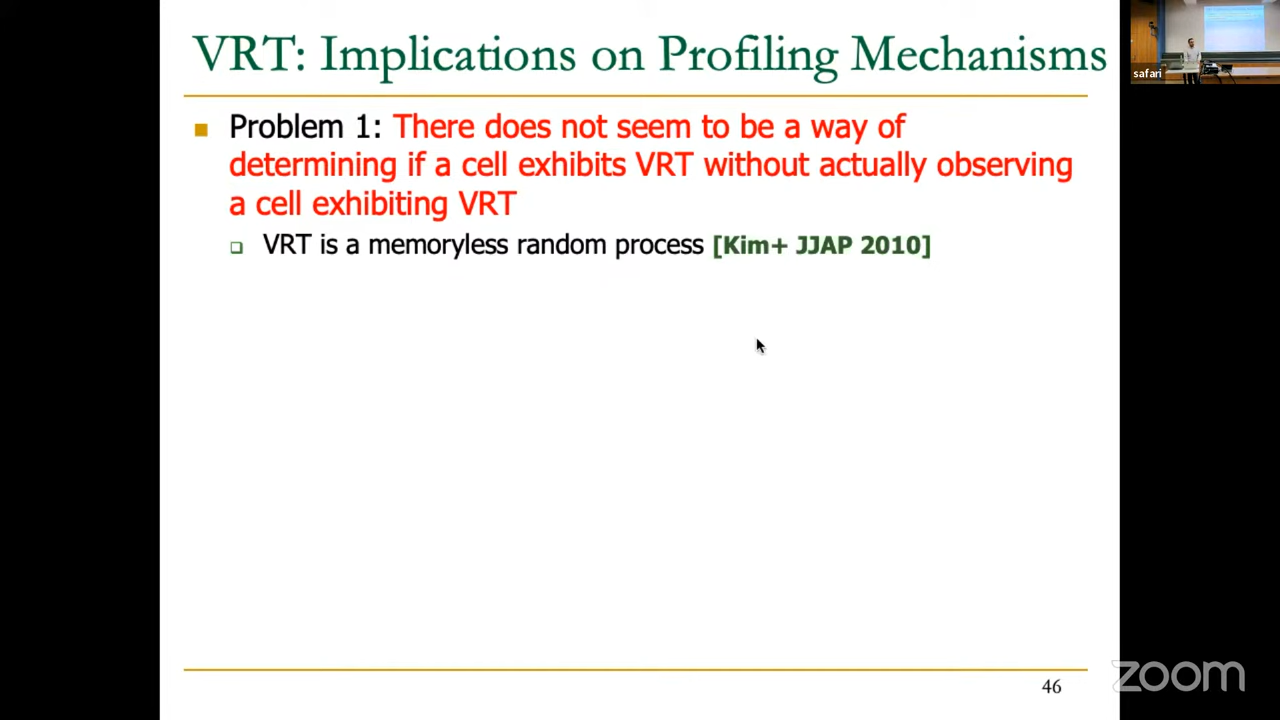 VRT: Implications on Profiling Mechanisms
safari
Problem 1: There does not seem to be a way of
determining if a cell exhibits VRT without actually observing
a cell exhibiting VRT
VRT is a memoryless random process [Kim+ JJAP 2010]
46
zoom